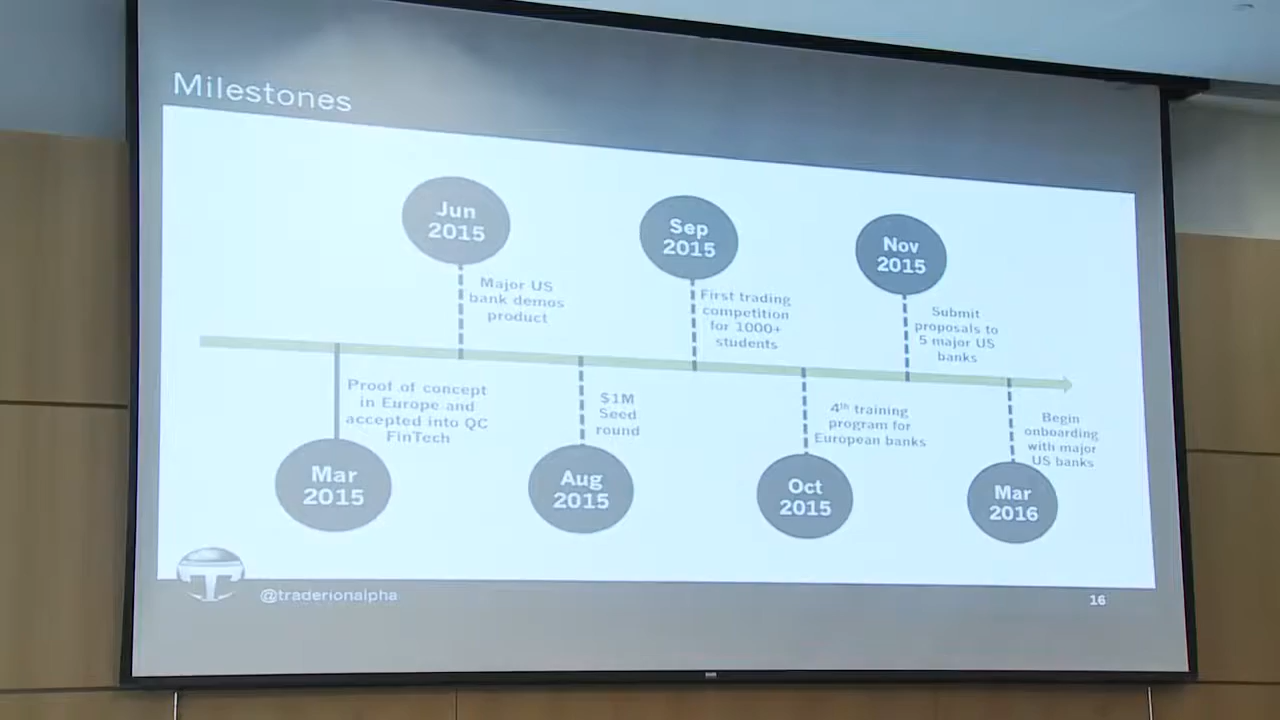 Milestones
Jun
2015
Major US
bank demos
product
Sep
2015
First trading
competition
for 1000+
students
Nov
2015
Submit
proposals to
5 major US
banks
Proof of concept
in Europe and
accepted into QC
FinTech
Mar
2015
$1M
Seed
round
Aug
2015
4th training
program for
European banks
Oct
2015
Begin
onboarding
with major
US banks
Mar
2016
T
@traderionalpha
16